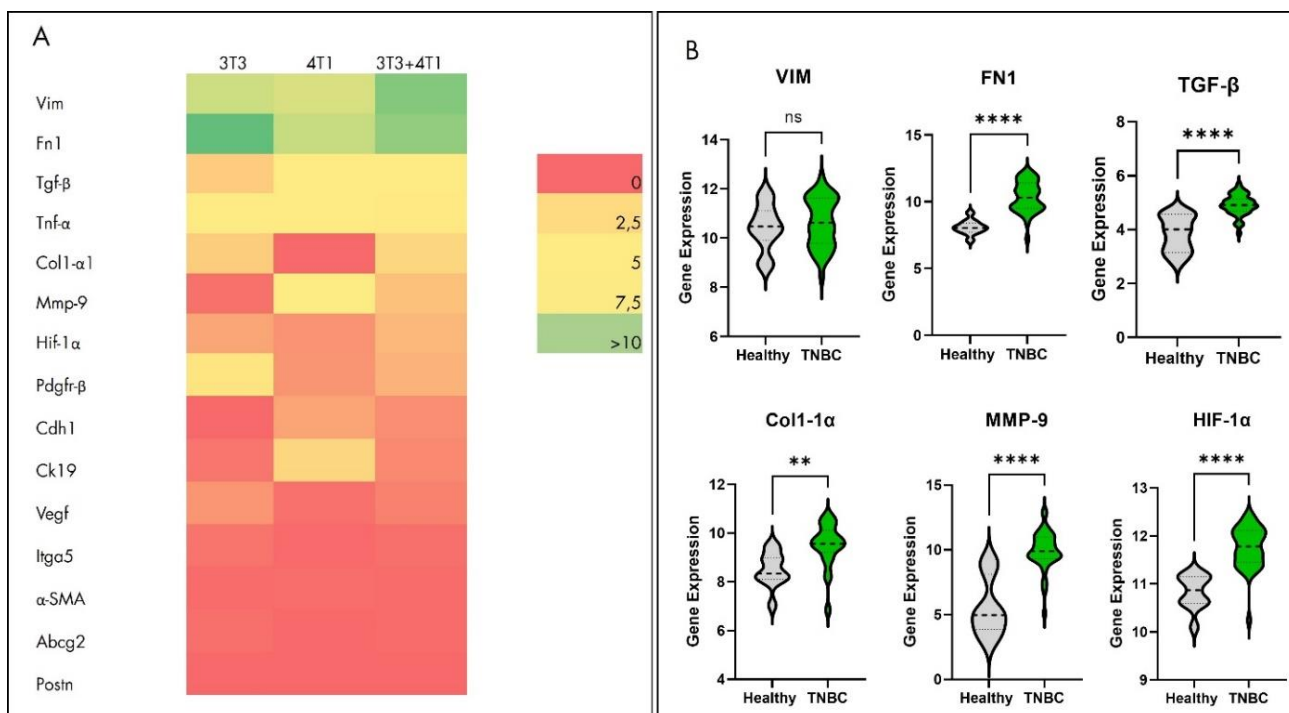 A
3T3 4T1 3T3+4T1
Vim
Fn1
Tgf-β
Tnf-α
Col1-α1
Mmp-9
Hif-1α
Pdgfr-β
Cdh1
Ck19
Vegf
Itga5
α-SMA
Abcg2
Postn
0
2,5
5
7,5
>10
B
VIM
ns
Gene Expression
14
12
10
8
6
Healthy TNBC
FN1
****
Gene Expression
15
10
5
0
Healthy TNBC
TGF-β
****
Gene Expression
8
6
4
2
0
Healthy TNBC
Col1-1α
**
Gene Expression
12
10
8
6
4
Healthy TNBC
MMP-9
****
Gene Expression
15
10
5
0
Healthy TNBC
HIF-1α
****
Gene Expression
13
12
11
10
9
Healthy TNBC